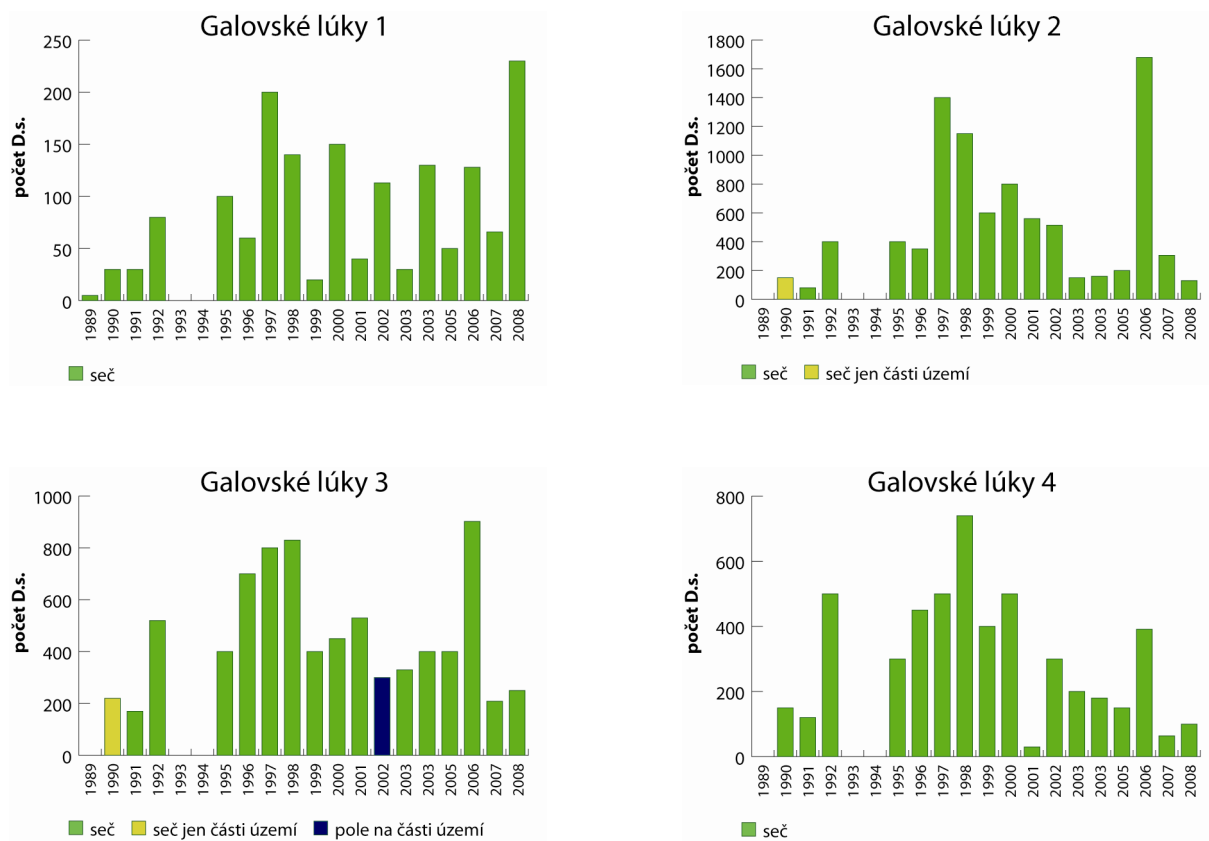 Galovské lúky 1
počet D.s.
250
200
150
100
50
0
1989 1990 1991 1992 1993 1994 1995 1996 1997 1998 1999 2000 2001 2002 2003 2003 2005 2006 2007 2008
seč
Galovské lúky 2
1800
1600
1400
1200
1000
800
600
400
200
0
1989 1990 1991 1992 1993 1994 1995 1996 1997 1998 1999 2000 2001 2002 2003 2003 2005 2006 2007 2008
seč seč jen části území
Galovské lúky 3
počet D.s.
1000
800
600
400
200
0
1989 1990 1991 1992 1993 1994 1995 1996 1997 1998 1999 2000 2001 2002 2003 2003 2005 2006 2007 2008
seč seč jen části území pole na části území
Galovské lúky 4
počet D.s.
800
600
400
200
0
1989 1990 1991 1992 1993 1994 1995 1996 1997 1998 1999 2000 2001 2002 2003 2003 2005 2006 2007 2008
seč